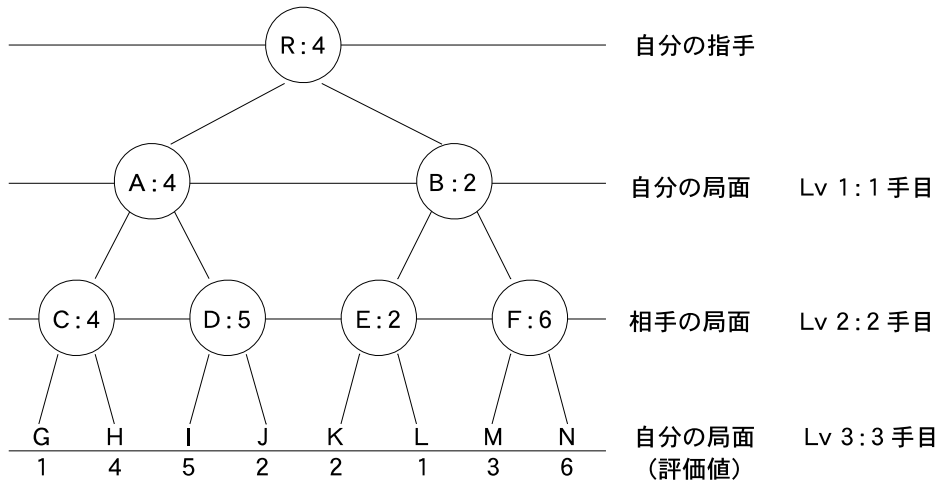 R:4 自分の指手
A:4 B:2 自分の局面 Lv 1:1手目
C:4 D:5 E:2 F:6 相手の局面 Lv 2:2手目
G H I J K L M N 自分の局面 Lv 3:3手目
1 4 5 2 2 1 3 6 (評価値)